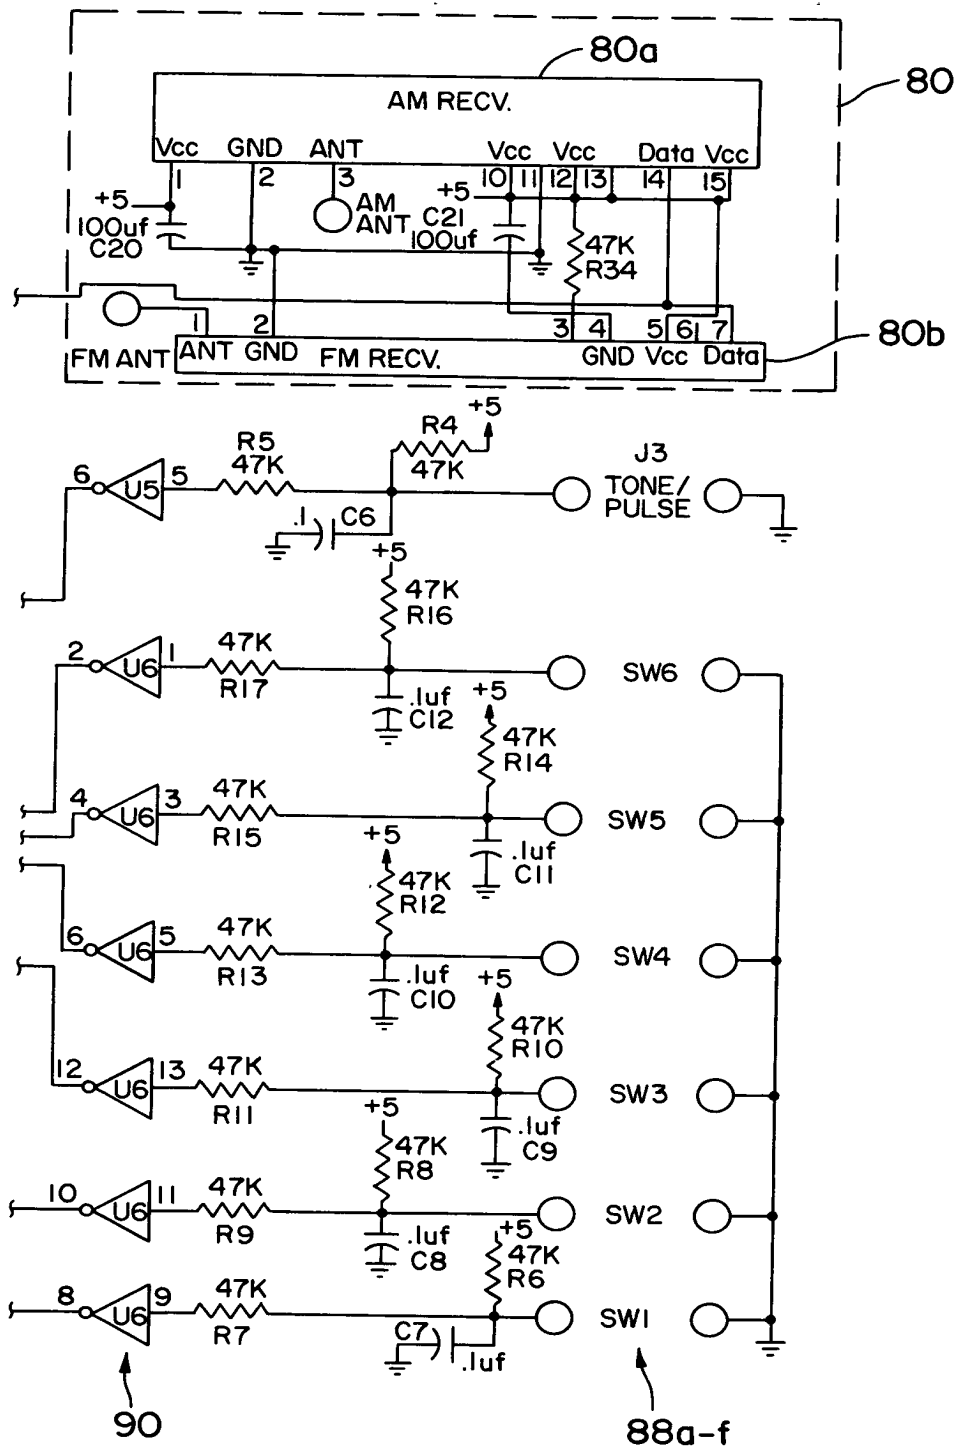 80a
80
AM RECV.
Vcc GND ANT Vcc Vcc Data Vcc
1 2 3 10 11 12 13 14 15
+5 AM ANT +5
100uf C20
C21 100uf
47K R34
1 2 3 4 5 6 7
80b
FM ANT ANT GND FM RECV. GND Vcc Data
R4 +5
47K
R5
47K
6 U5 5
J3
TONE/
PULSE
.1 C6
+5
47K
R16
47K
2 U6 1
R17
SW6
.1uf
C12
+5
47K
R14
47K
4 U6 3
R15
SW5
+5
.1uf
C11
47K
R12
47K
6 U6 5
R13
SW4
.1uf
C10
+5
47K
R10
47K
12 U6 13
R11
SW3
+5
.1uf
C9
47K
R8
47K
10 U6 11
R9
SW2
.1uf
C8
+5
47K
R6
47K
8 U6 9
R7
SW1
C7
.1uf
90
88a-f